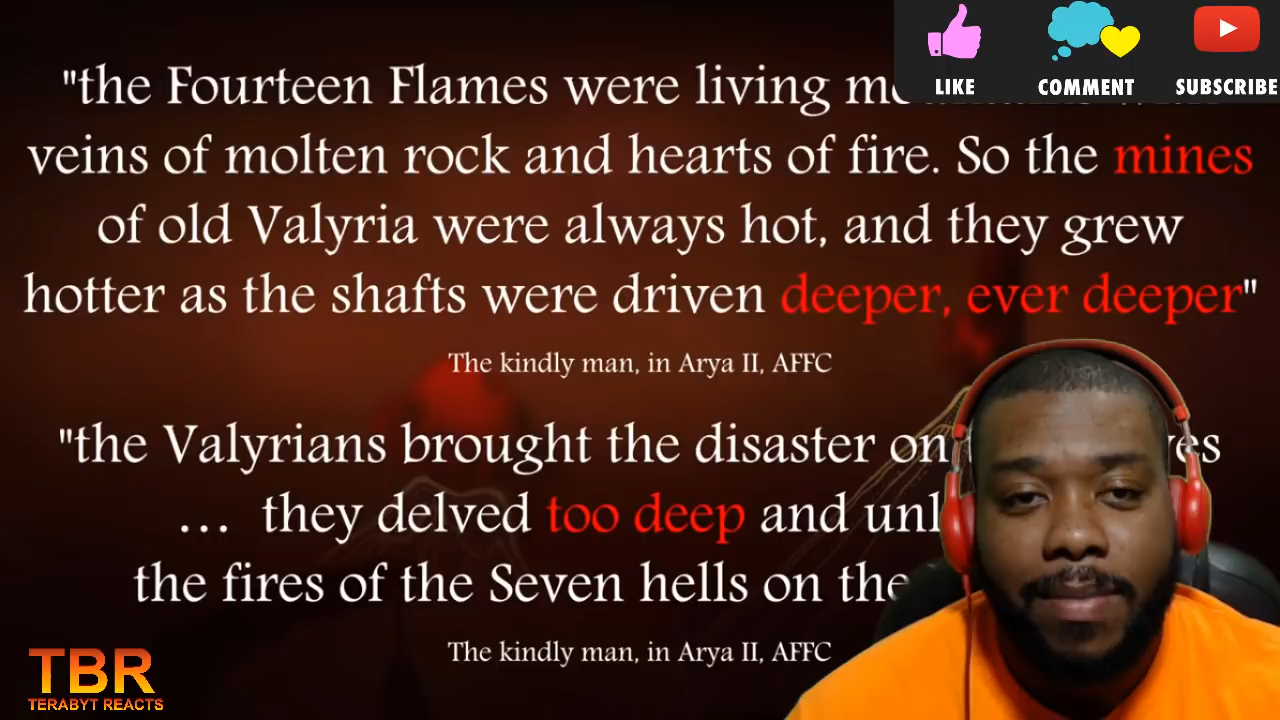 "the Fourteen Flames were living
veins of molten rock and hearts of fire. So the mines
of old Valyria were always hot, and they grew
hotter as the shafts were driven deeper, ever deeper"
The kindly man, in Arya II, AFFC
"the Valyrians brought the disaster on
... they delved too deep and
the fires of the Seven hells on
The kindly man, in Arya II, AFFC
LIKE
COMMENT
SUBSCRIBE
TBR
TERABYT REACTS